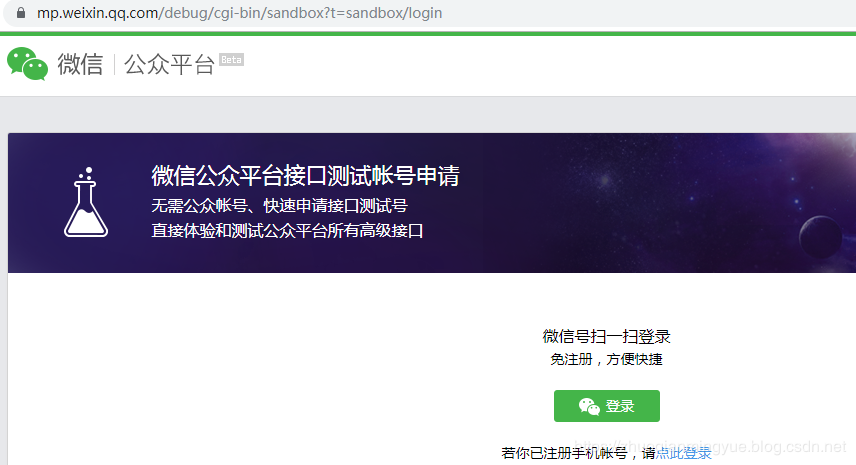 mp.weixin.qq.com/debug/cgi-bin/sandbox?t=sandbox/login
微信 | 公众平台 Beta
微信公众平台接口测试帐号申请
无需公众帐号、快速申请接口测试号
直接体验和测试公众平台所有高级接口
微信号扫一扫登录
免注册，方便快捷
登录
若你已注册手机帐号，请点此登录
blog.csdn.net